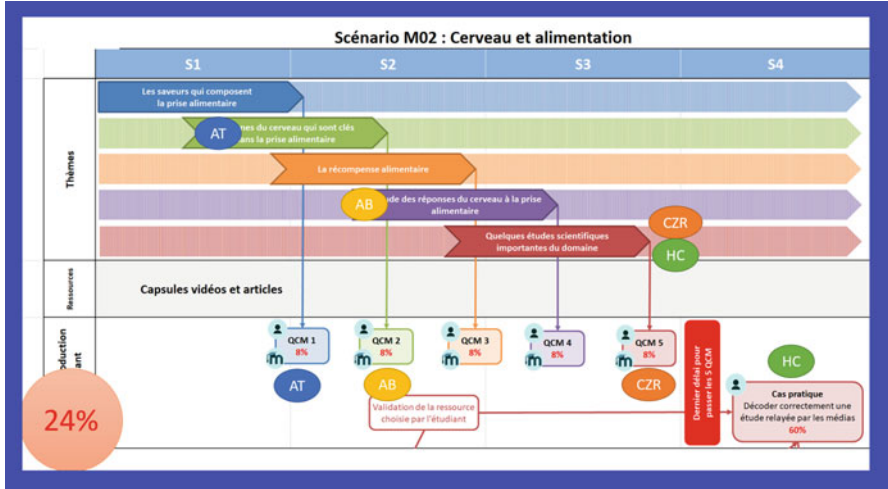 Scénario M02 : Cerveau et alimentation
S1
S2
S3
S4
Thèmes
Les saveurs qui composent
la prise alimentaire
AT
du cerveau qui sont clés
dans la prise alimentaire
La récompense alimentaire
AB
des réponses du cerveau à la prise
alimentaire
Quelques études scientifiques
importantes du domaine
CZR
HC
Ressources
Capsules vidéos et articles
QCM 1
8%
QCM 2
8%
QCM 3
8%
QCM 4
8%
QCM 5
8%
m
m
m
m
m
AT
AB
CZR
HC
24%
Validation de la ressource
choisie par l'étudiant
Dernier délai pour
passer les 5 QCM
Cas pratique
Décoder correctement une
étude relayée par les médias
60%